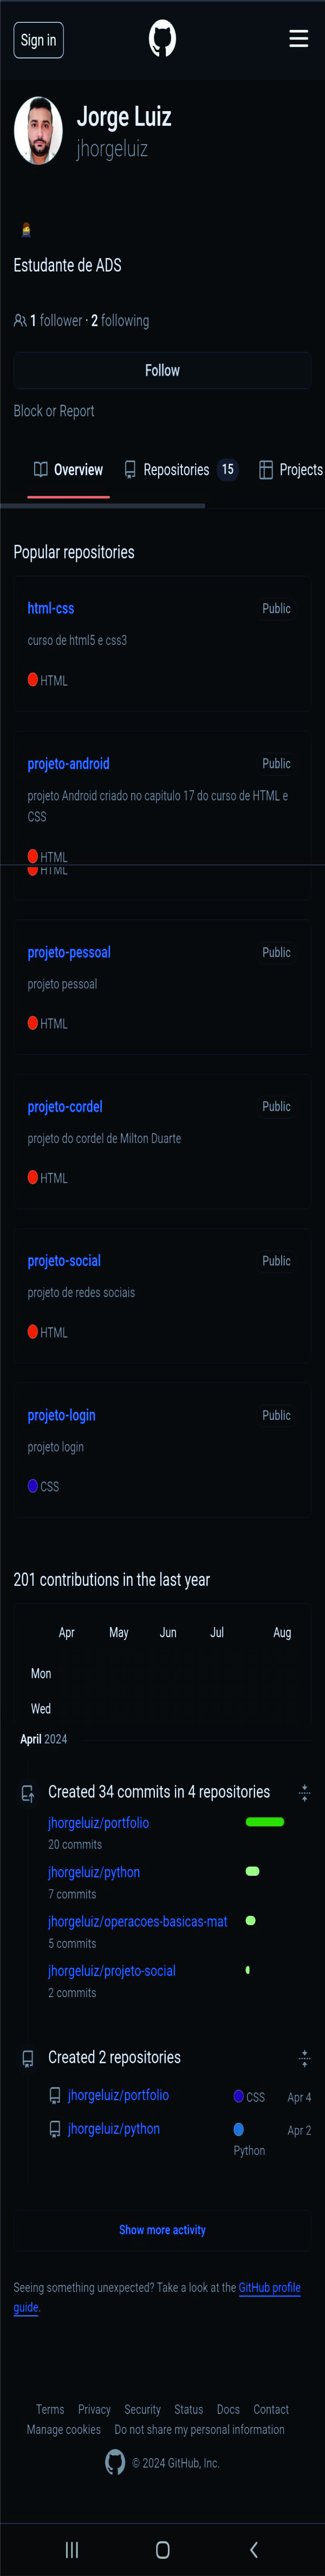 Sign in
Jorge Luiz
jhorgeluiz
Estudante de ADS
1 follower · 2 following
Follow
Block or Report
Overview Repositories 15 Projects
Popular repositories
html-css Public
curso de html5 e css3
HTML
projeto-android Public
projeto Android criado no capitulo 17 do curso de HTML e
CSS
HTML
HTML
projeto-pessoal Public
projeto pessoal
HTML
projeto-cordel Public
projeto do cordel de Milton Duarte
HTML
projeto-social Public
projeto de redes sociais
HTML
projeto-login Public
projeto login
CSS
201 contributions in the last year
Apr May Jun Jul Aug
Mon
Wed
April 2024
Created 34 commits in 4 repositories
jhorgeluiz/portfolio
20 commits
jhorgeluiz/python
7 commits
jhorgeluiz/operacoes-basicas-mat
5 commits
jhorgeluiz/projeto-social
2 commits
Created 2 repositories
jhorgeluiz/portfolio CSS Apr 4
jhorgeluiz/python Python Apr 2
Show more activity
Seeing something unexpected? Take a look at the GitHub profile
guide.
Terms Privacy Security Status Docs Contact
Manage cookies Do not share my personal information
© 2024 GitHub, Inc.